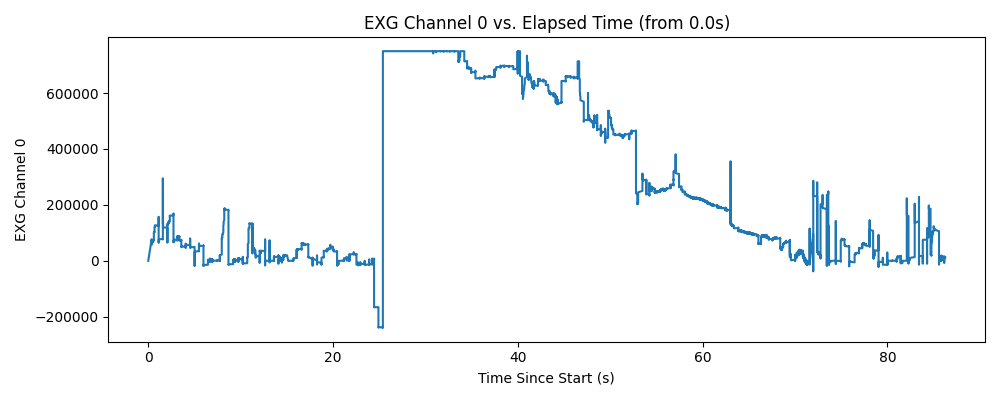 EXG Channel 0 vs. Elapsed Time (from 0.0s)
600000
400000
200000
0
−200000
EXG Channel 0
0 20 40 60 80
Time Since Start (s)